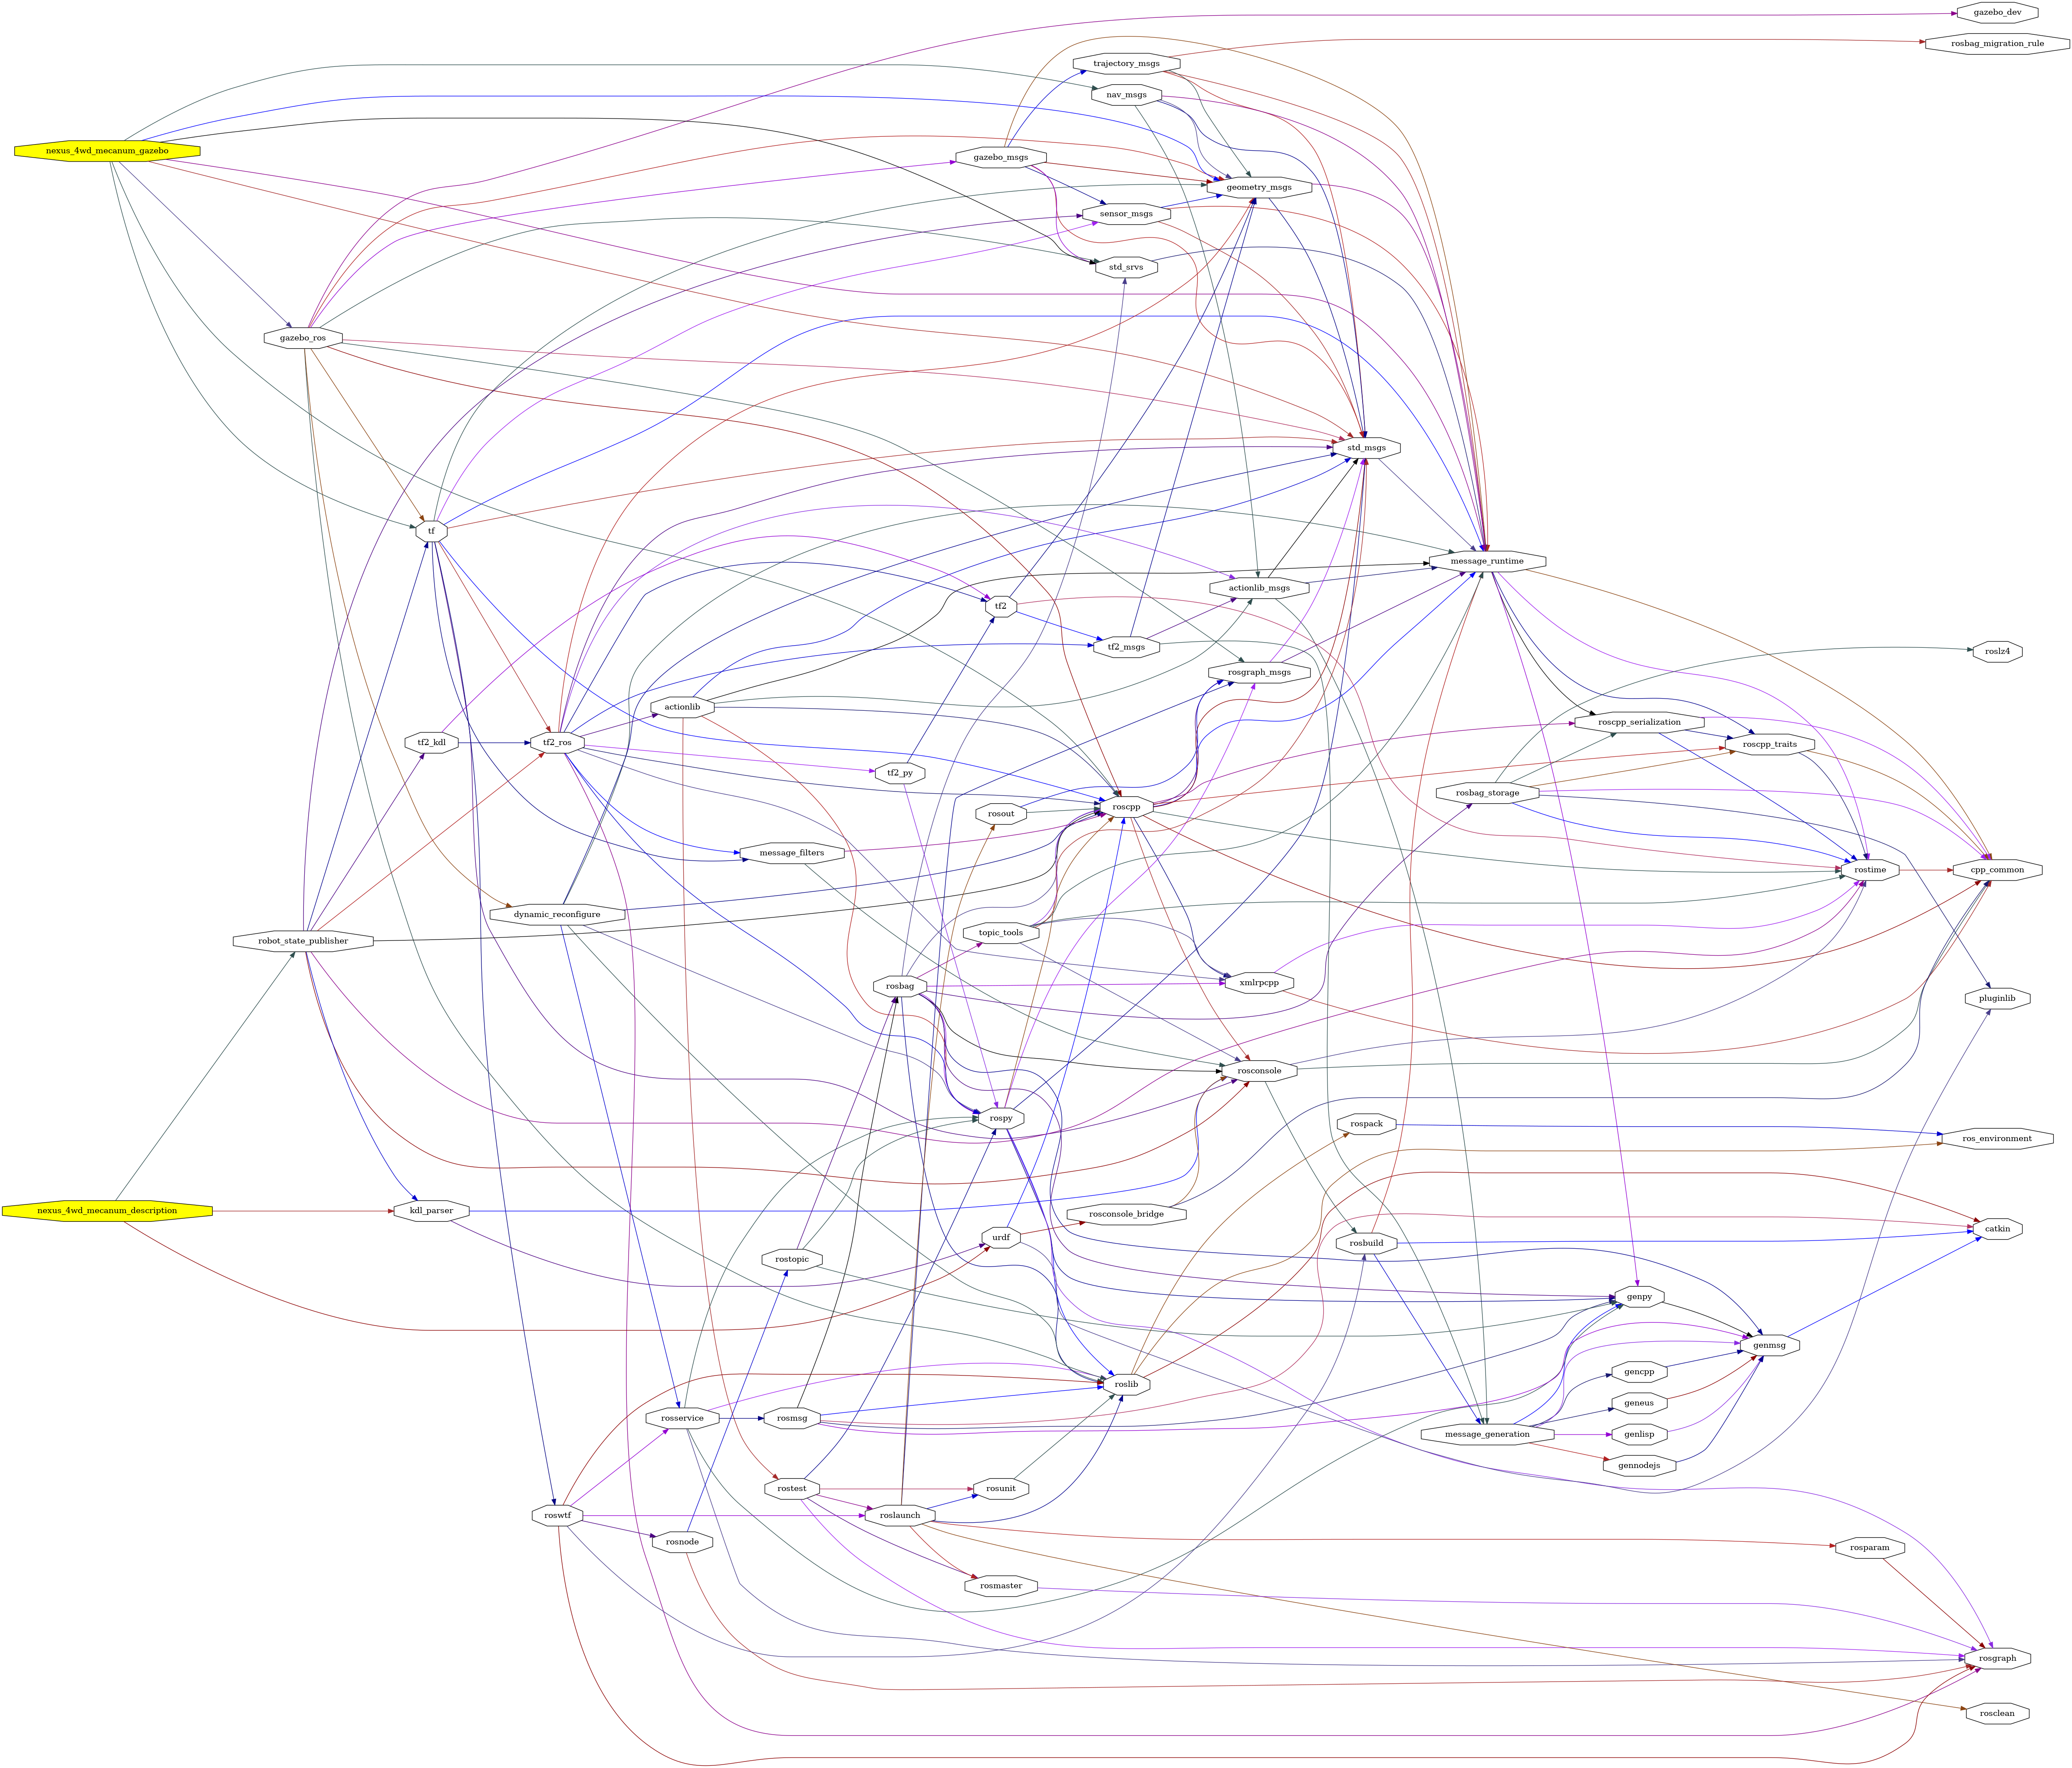 gazebo_dev
rosbag_migration_rule
trajectory_msgs
nav_msgs
nexus_4wd_mecanum_gazebo
gazebo_msgs
geometry_msgs
sensor_msgs
std_srvs
gazebo_ros
std_msgs
tf
message_runtime
actionlib_msgs
tf2
tf2_msgs
roslz4
rosgraph_msgs
actionlib
roscpp_serialization
tf2_kdl
tf2_ros
roscpp_traits
tf2_py
rosbag_storage
roscpp
rosout
message_filters
rostime
cpp_common
dynamic_reconfigure
topic_tools
robot_state_publisher
xmlrpcpp
rosbag
pluginlib
rosconsole
rospy
rospack
ros_environment
nexus_4wd_mecanum_description
kdl_parser
rosconsole_bridge
catkin
urdf
rosbuild
rostopic
genpy
genmsg
gencpp
roslib
geneus
rosservice
rosmsg
message_generation
genlisp
gennodejs
rostest
rosunit
roswtf
roslaunch
rosnode
rosparam
rosmaster
rosgraph
rosclean